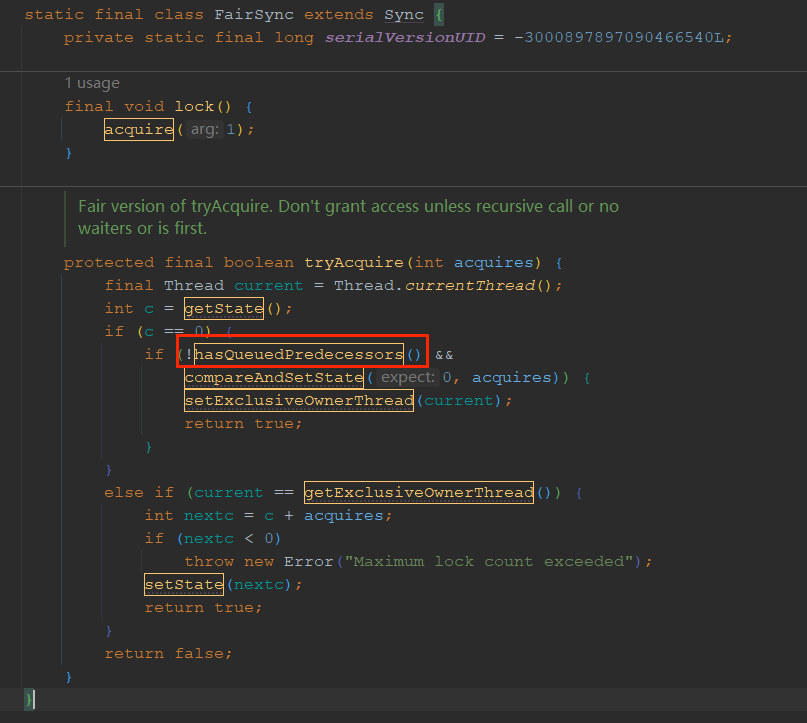 static final class FairSync extends Sync {
private static final long serialVersionUID = -3000897897090466540L;
1 usage
final void lock() {
acquire( arg: 1);
}
Fair version of tryAcquire. Don't grant access unless recursive call or no
waiters or is first.
protected final boolean tryAcquire(int acquires) {
final Thread current = Thread.currentThread();
int c = getState();
if (c == 0) {
if (!hasQueuedPredecessors() &&
compareAndSetState( expect: 0, acquires)) {
setExclusiveOwnerThread(current);
return true;
}
}
else if (current == getExclusiveOwnerThread()) {
int nextc = c + acquires;
if (nextc < 0)
throw new Error("Maximum lock count exceeded");
setState(nextc);
return true;
}
return false;
}
}